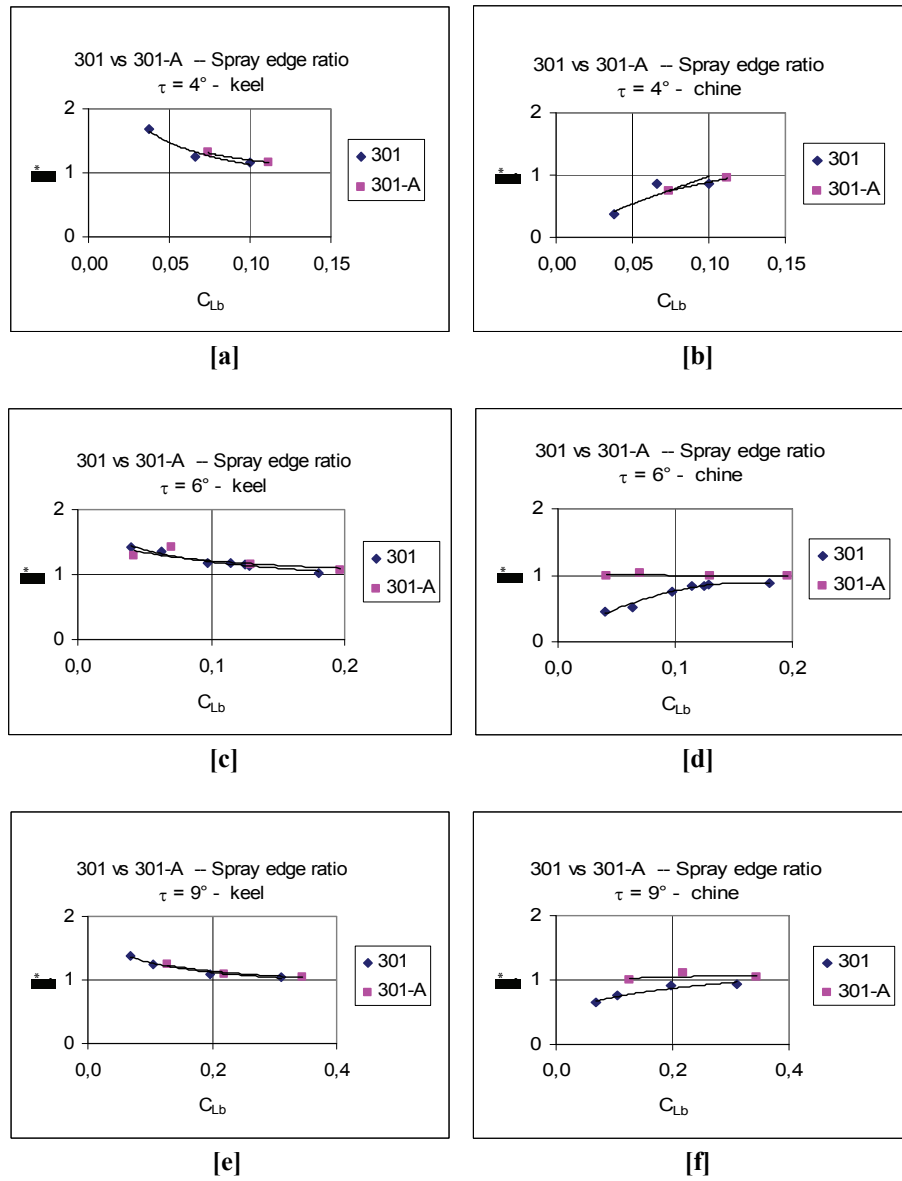 301 vs 301-A -- Spray edge ratio
τ = 4° - keel
2
1
0
*
0,00
0,05
0,10
0,15
C_Lb
301
301-A
[a]
301 vs 301-A -- Spray edge ratio
τ = 4° - chine
2
1
0
*
0,00
0,05
0,10
0,15
C_Lb
301
301-A
[b]
301 vs 301-A -- Spray edge ratio
τ = 6° - keel
2
1
0
*
0,0
0,1
0,2
C_Lb
301
301-A
[c]
301 vs 301-A -- Spray edge ratio
τ = 6° - chine
2
1
0
*
0,0
0,1
0,2
C_Lb
301
301-A
[d]
301 vs 301-A -- Spray edge ratio
τ = 9° - keel
2
1
0
*
0,0
0,2
0,4
C_Lb
301
301-A
[e]
301 vs 301-A -- Spray edge ratio
τ = 9° - chine
2
1
0
*
0,0
0,2
0,4
C_Lb
301
301-A
[f]